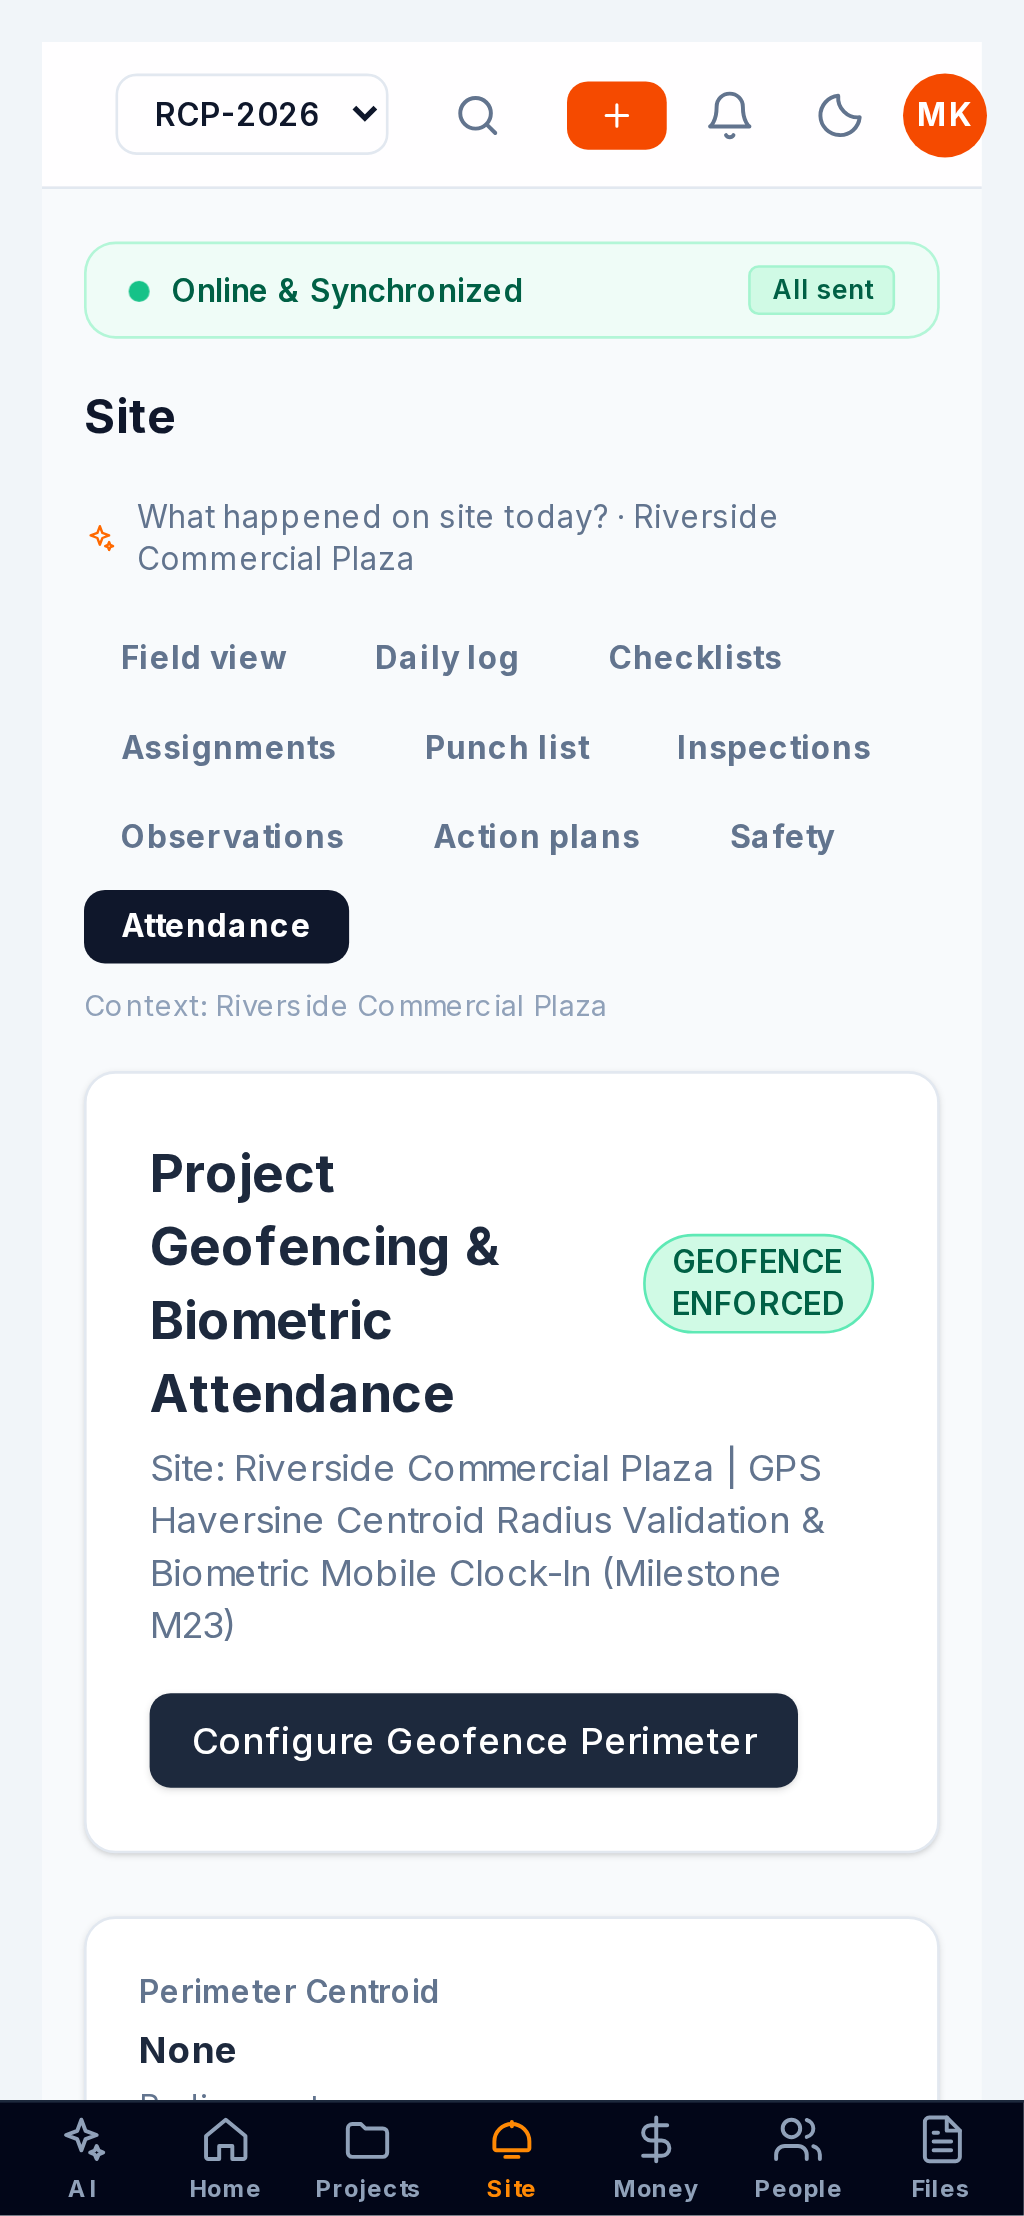 RCP-2026
MK
Online & Synchronized
All sent
Site
What happened on site today? · Riverside
Commercial Plaza
Field view Daily log Checklists
Assignments Punch list Inspections
Observations Action plans Safety
Attendance
Context: Riverside Commercial Plaza
Project
Geofencing &
Biometric
Attendance
GEOFENCE
ENFORCED
Site: Riverside Commercial Plaza | GPS
Haversine Centroid Radius Validation &
Biometric Mobile Clock-In (Milestone
M23)
Configure Geofence Perimeter
Perimeter Centroid
None
AI Home Projects Site Money People Files